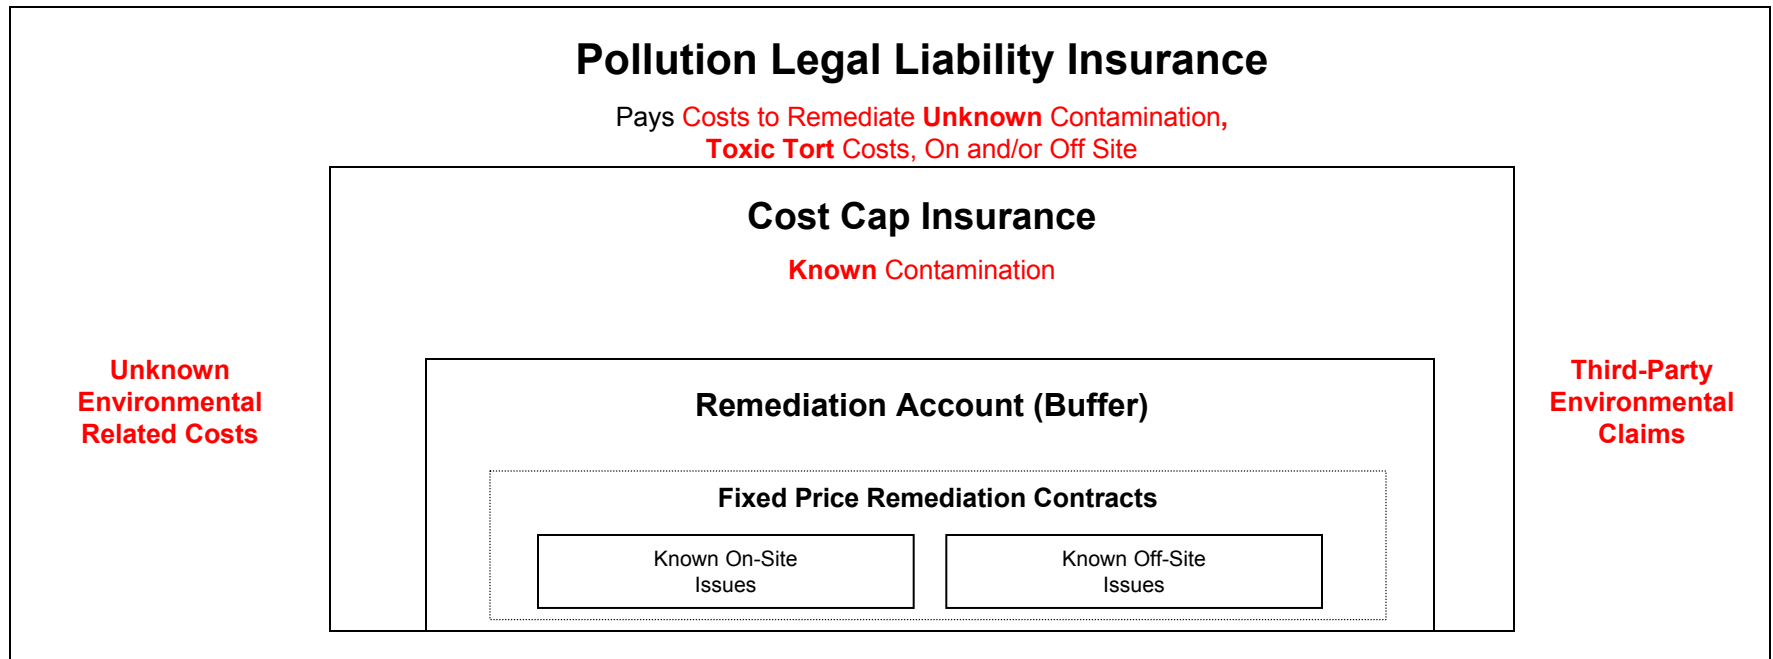 Pollution Legal Liability Insurance
Pays Costs to Remediate Unknown Contamination,
Toxic Tort Costs, On and/or Off Site
Cost Cap Insurance
Known Contamination
Unknown
Environmental
Related Costs
Third-Party
Environmental
Claims
Remediation Account (Buffer)
Fixed Price Remediation Contracts
Known On-Site
Issues
Known Off-Site
Issues